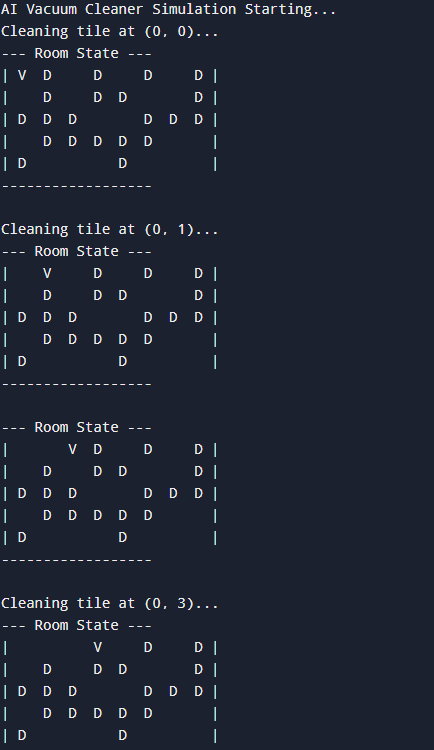 AI Vacuum Cleaner Simulation Starting...
Cleaning tile at (0, 0)...
--- Room State ---
| V  D     D     D     D |
|    D     D  D        D |
| D  D  D        D  D  D |
|    D  D  D  D  D       |
| D           D          |
------------------
Cleaning tile at (0, 1)...
--- Room State ---
|    V     D     D     D |
|    D     D  D        D |
| D  D  D        D  D  D |
|    D  D  D  D  D       |
| D           D          |
------------------
--- Room State ---
|       V  D     D     D |
|    D     D  D        D |
| D  D  D        D  D  D |
|    D  D  D  D  D       |
| D           D          |
------------------
Cleaning tile at (0, 3)...
--- Room State ---
|          V     D     D |
|    D     D  D        D |
| D  D  D        D  D  D |
|    D  D  D  D  D       |
| D           D          |